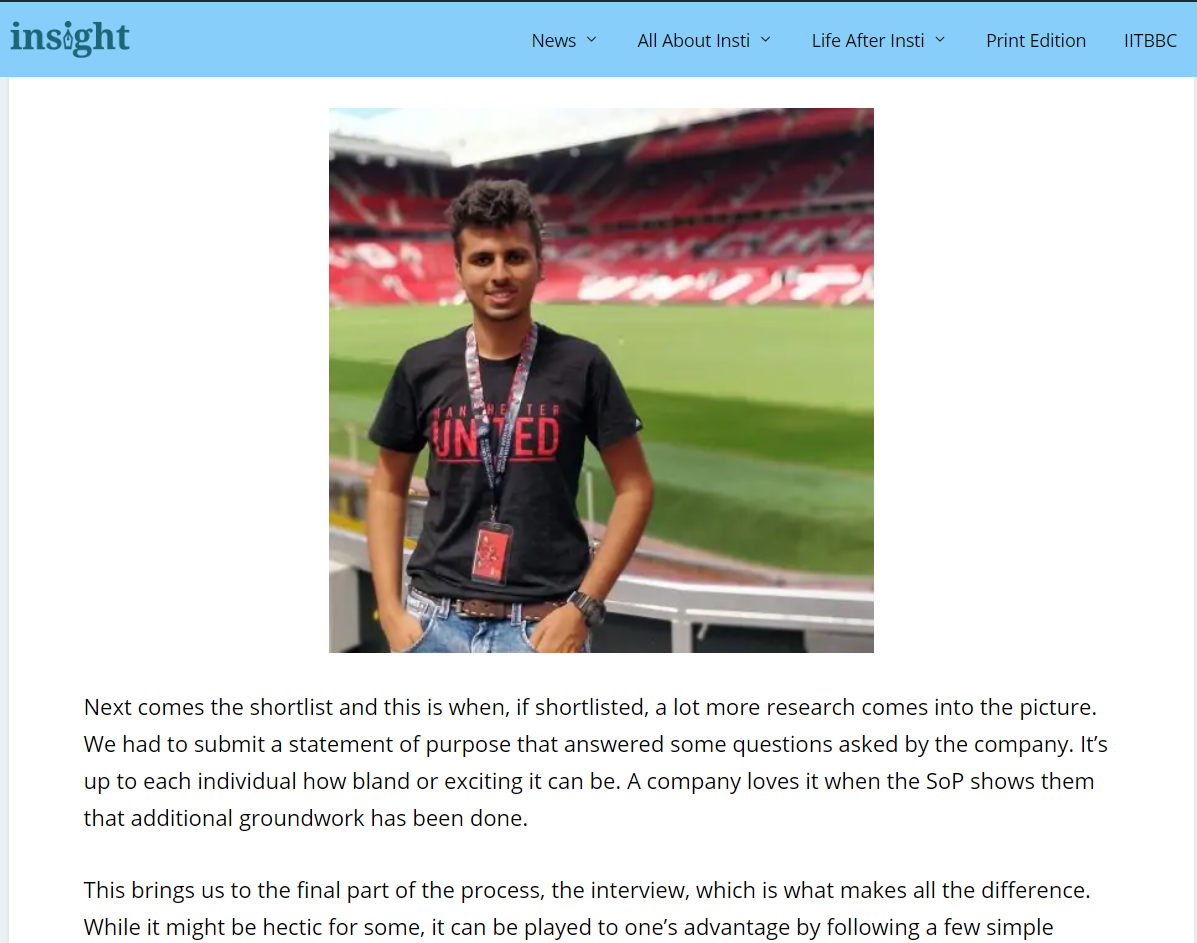 insight
News
All About Insti
Life After Insti
Print Edition
IITBBC
MANCHESTER
UNITED
Next comes the shortlist and this is when, if shortlisted, a lot more research comes into the picture.
We had to submit a statement of purpose that answered some questions asked by the company. It’s
up to each individual how bland or exciting it can be. A company loves it when the SoP shows them
that additional groundwork has been done.
This brings us to the final part of the process, the interview, which is what makes all the difference.
While it might be hectic for some, it can be played to one’s advantage by following a few simple